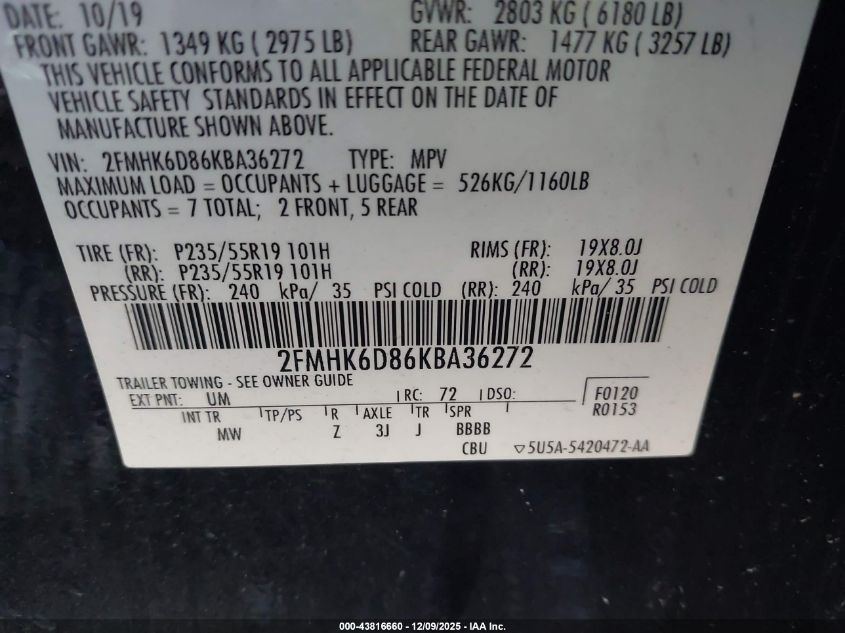 DATE: 10/19 GVWR: 2803 KG ( 6180 LB)
FRONT GAWR: 1349 KG ( 2975 LB) REAR GAWR: 1477 KG ( 3257 LB)
THIS VEHICLE CONFORMS TO ALL APPLICABLE FEDERAL MOTOR
VEHICLE SAFETY STANDARDS IN EFFECT ON THE DATE OF
MANUFACTURE SHOWN ABOVE.
VIN: 2FMHK6D86KBA36272 TYPE: MPV
MAXIMUM LOAD = OCCUPANTS + LUGGAGE = 526KG/1160LB
OCCUPANTS = 7 TOTAL; 2 FRONT, 5 REAR
TIRE (FR): P235/55R19 101H RIMS (FR): 19X8.0J
(RR): P235/55R19 101H (RR): 19X8.0J
PRESSURE (FR): 240 kPa/ 35 PSI COLD (RR): 240 kPa/ 35 PSI COLD
2FMHK6D86KBA36272
TRAILER TOWING - SEE OWNER GUIDE
EXT PNT: UM RC: 72 DSO: F0120
INT TR TP/PS R AXLE TR SPR R0153
MW Z 3J J BBBB
CBU ▽5U5A-5420472-AA
000-43816660 - 12/09/2025 - IAA Inc.